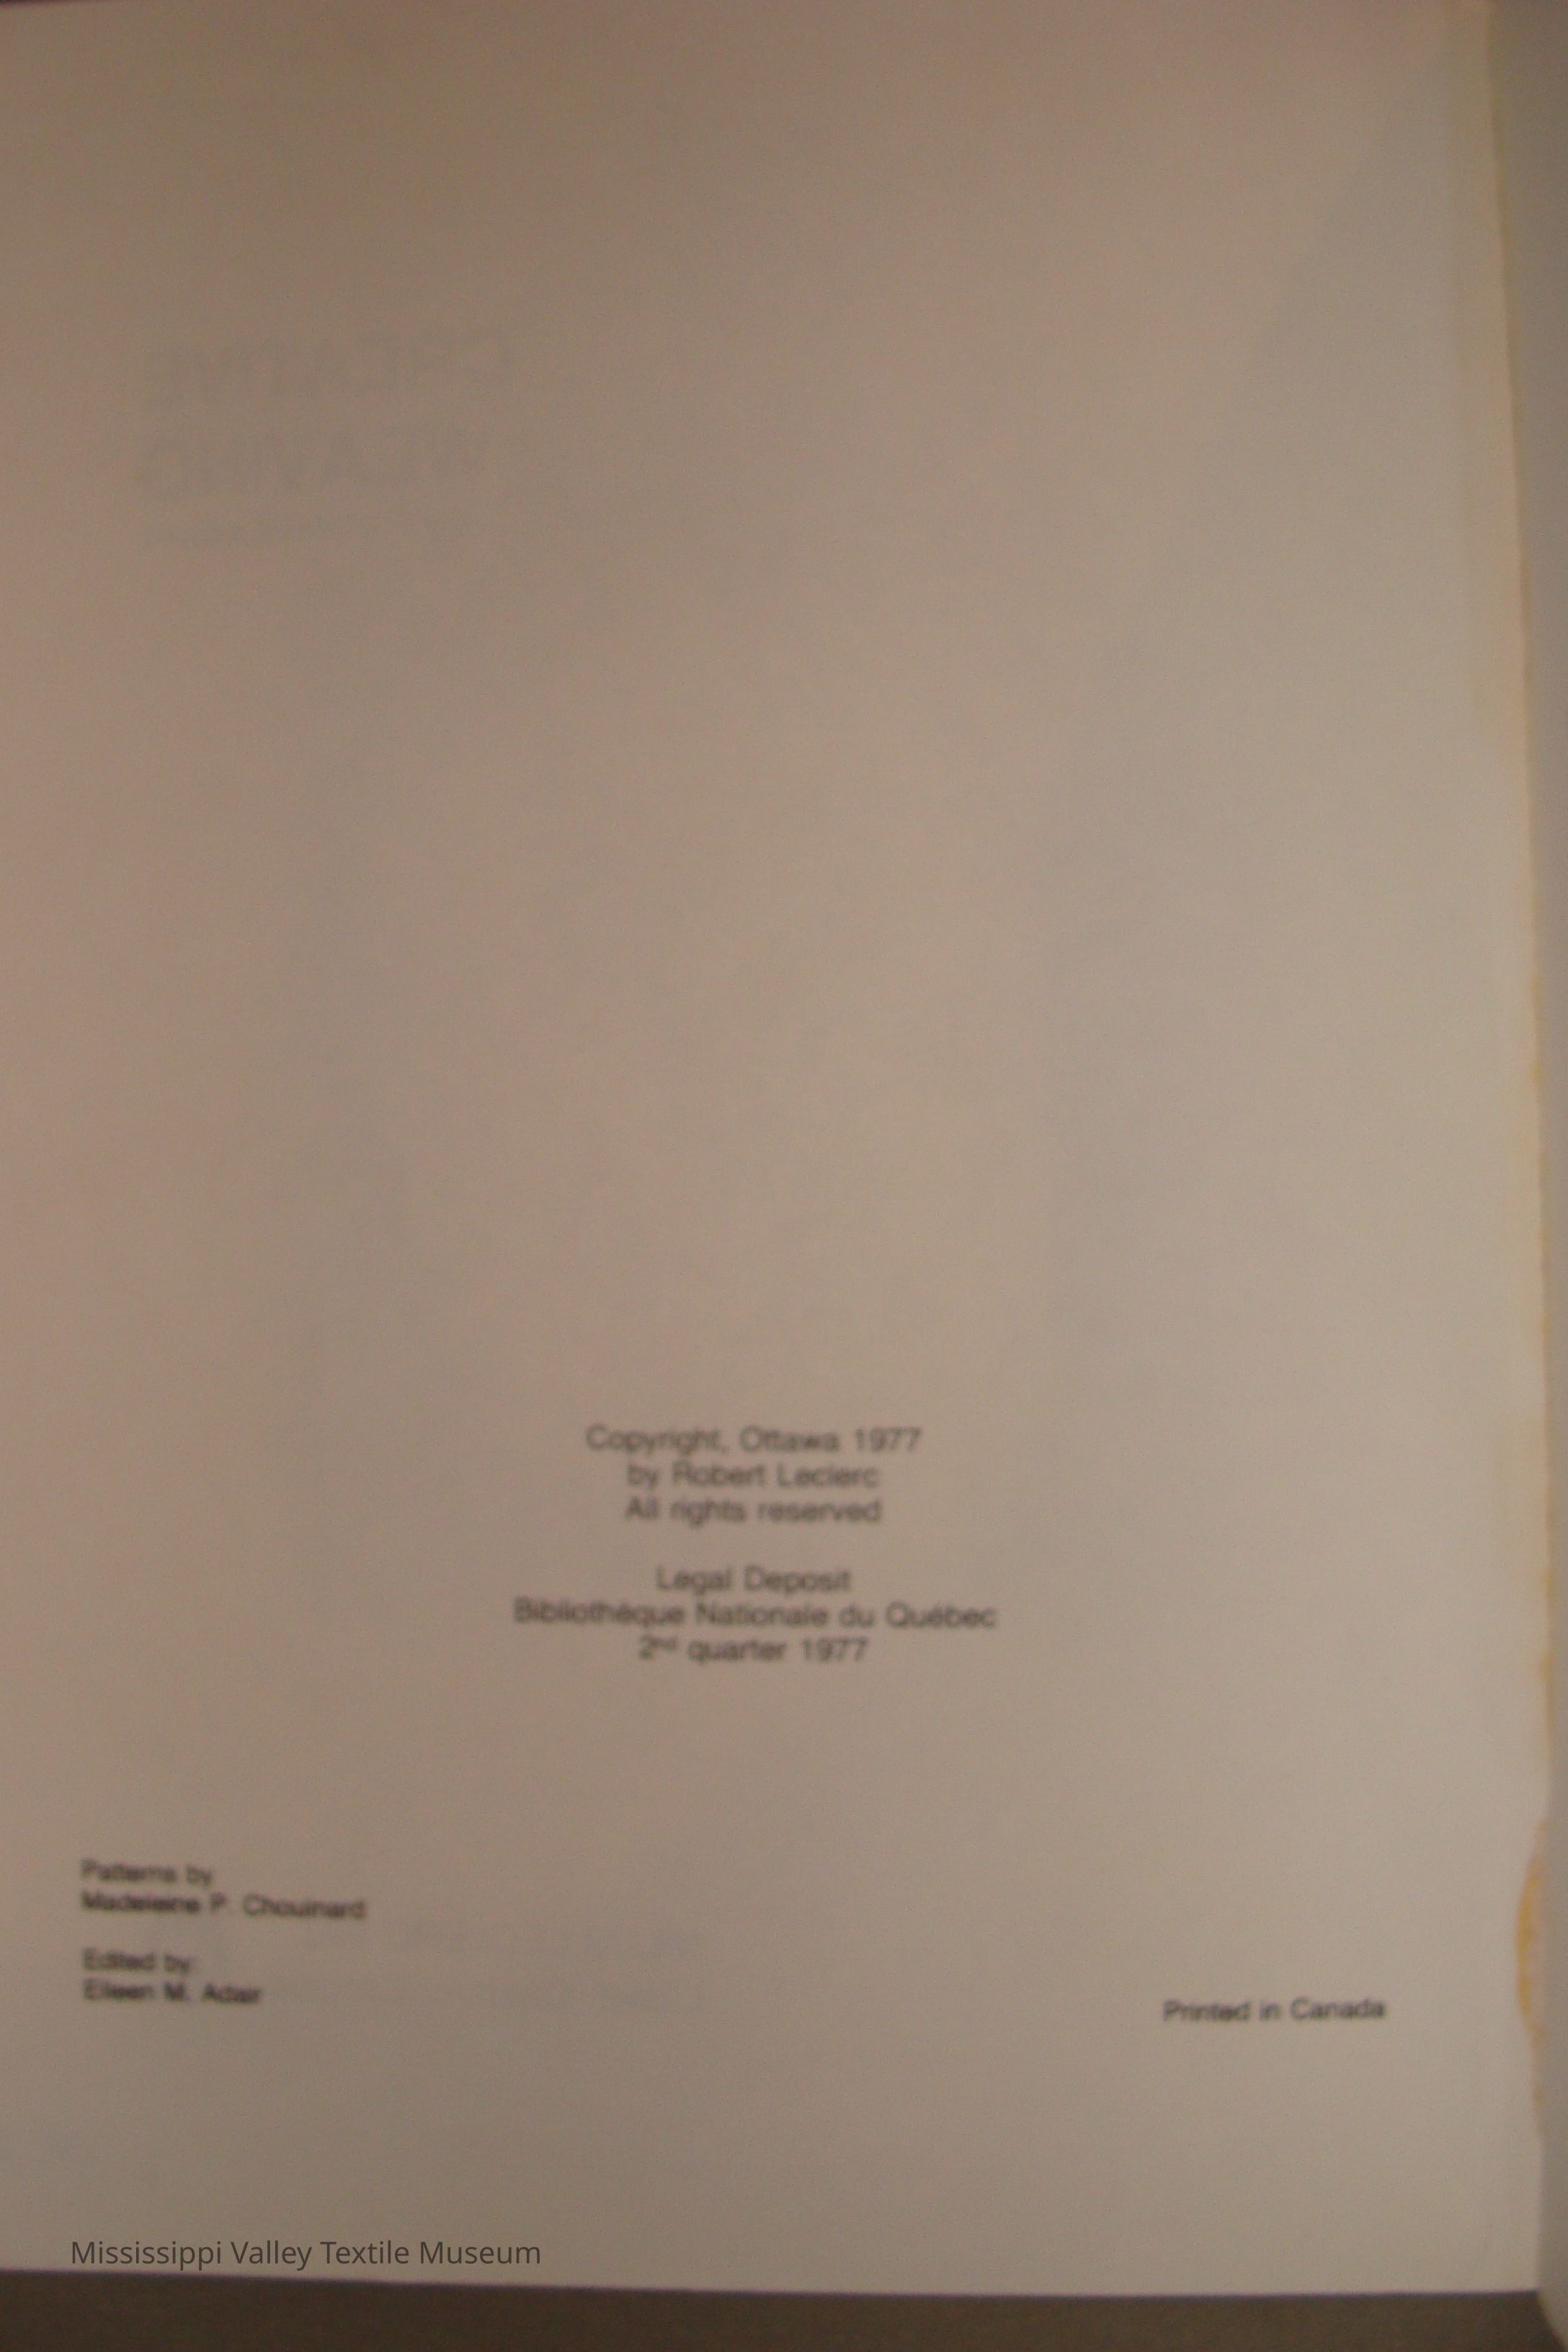 Copyright, Ottawa 1977
by Robert Leclerc
All rights reserved
Legal Deposit
Bibliothèque Nationale du Québec
2nd quarter 1977
Patterns by
Madeleine P. Chouinard
Edited by:
Eileen M. Adair
Printed in Canada
Mississippi Valley Textile Museum